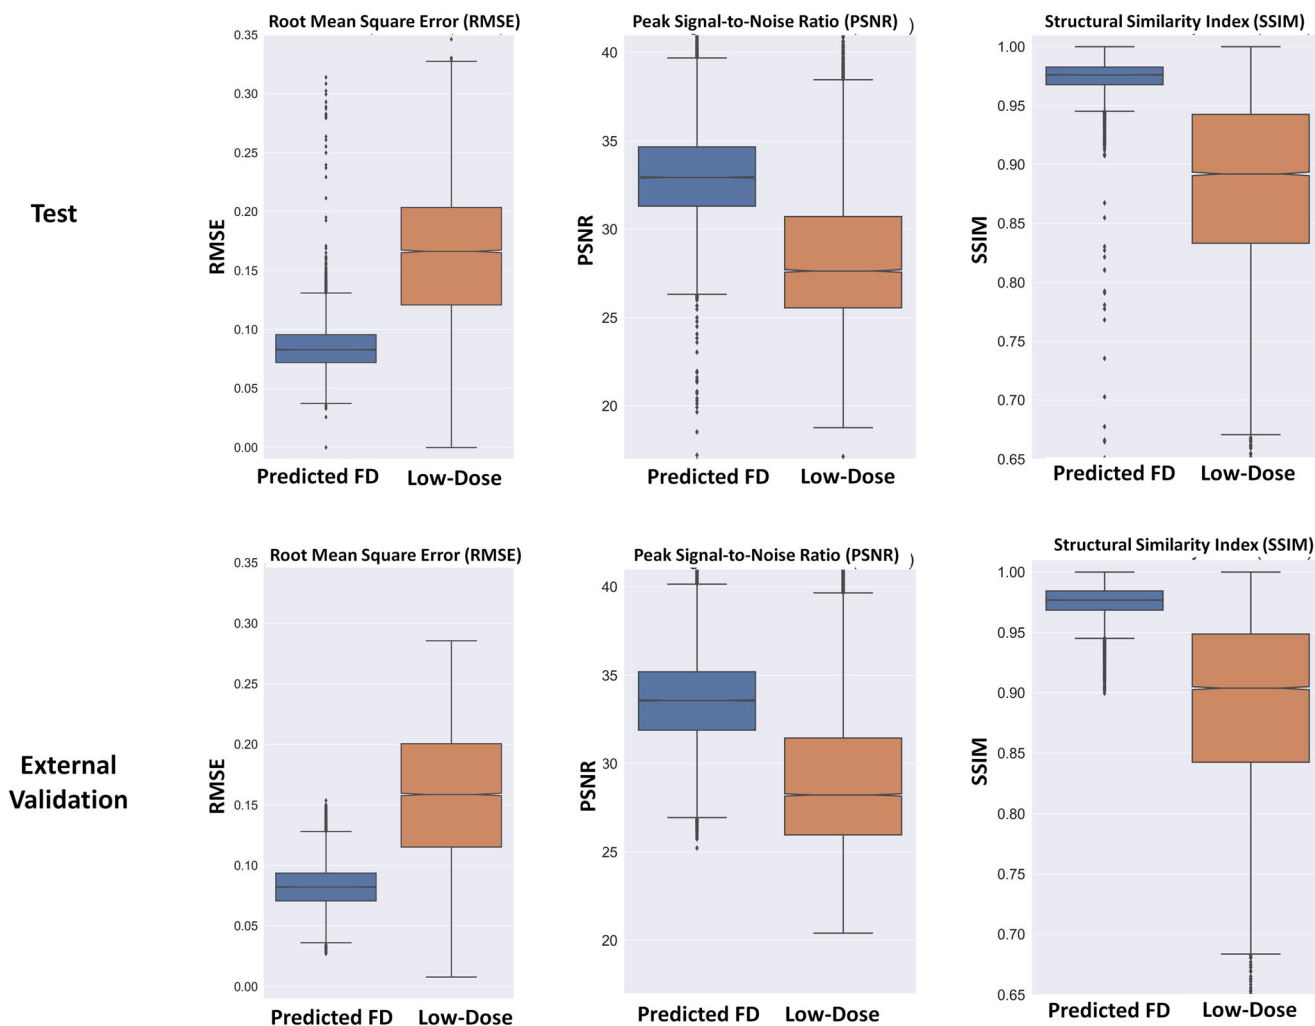 Root Mean Square Error (RMSE)
Peak Signal-to-Noise Ratio (PSNR) )
Structural Similarity Index (SSIM)
Test
RMSE
0.35
0.30
0.25
0.20
0.15
0.10
0.05
0.00
Predicted FD Low-Dose
PSNR
40
35
30
25
20
Predicted FD Low-Dose
SSIM
1.00
0.95
0.90
0.85
0.80
0.75
0.70
0.65
Predicted FD Low-Dose
Root Mean Square Error (RMSE)
Peak Signal-to-Noise Ratio (PSNR) )
Structural Similarity Index (SSIM)
External
Validation
RMSE
0.35
0.30
0.25
0.20
0.15
0.10
0.05
0.00
Predicted FD Low-Dose
PSNR
40
35
30
25
20
Predicted FD Low-Dose
SSIM
1.00
0.95
0.90
0.85
0.80
0.75
0.70
0.65
Predicted FD Low-Dose